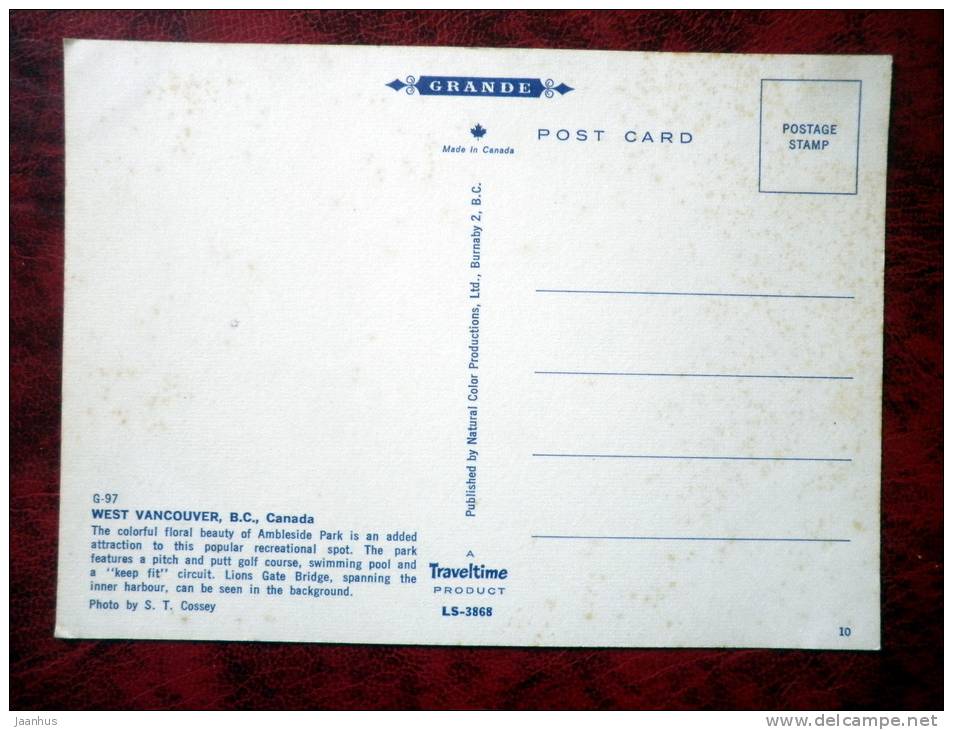 GRANDE
Made in Canada
POST CARD
POSTAGE
STAMP
Published by Natural Color Productions, Ltd., Burnaby 2, B.C.
G-97
WEST VANCOUVER, B.C., Canada
The colorful floral beauty of Ambleside Park is an added
attraction to this popular recreational spot. The park
features a pitch and putt golf course, swimming pool and
a "keep fit" circuit. Lions Gate Bridge, spanning the
inner harbour, can be seen in the background.
Photo by S. T. Cossey
A
Traveltime
PRODUCT
LS-3868
10
Jaanhus
www.delcampe.net